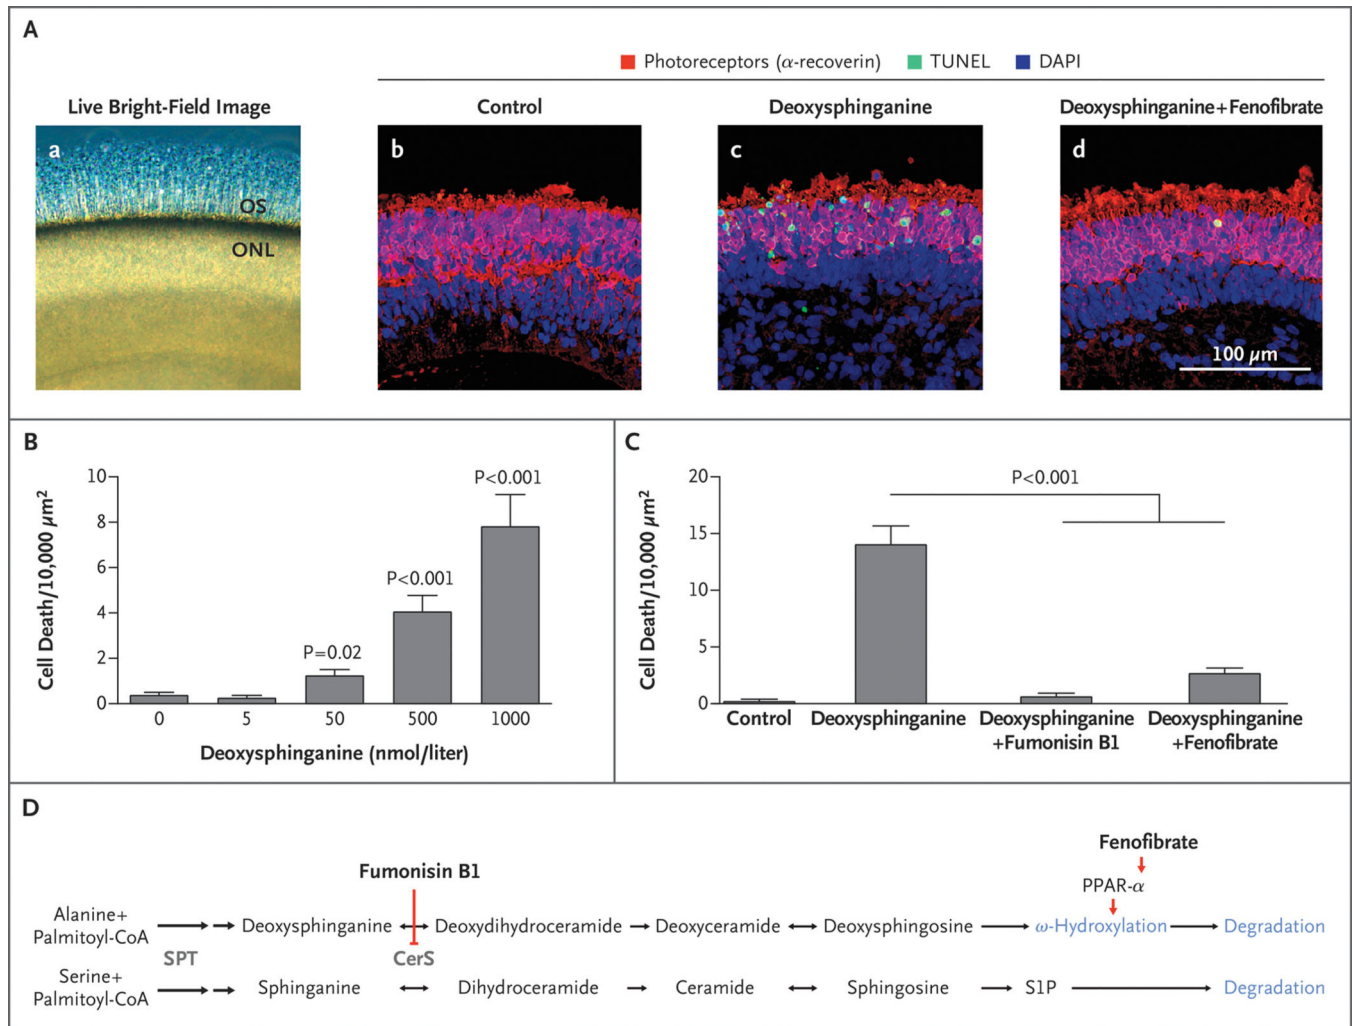 A
Photoreceptors (α-recoverin) TUNEL DAPI
Live Bright-Field Image Control Deoxysphinganine Deoxysphinganine+Fenofibrate
a b c d
OS
ONL
100 µm
B
Cell Death/10,000 µm²
10
8
6
4
2
0
P=0.02
P<0.001
P<0.001
0 5 50 500 1000
Deoxysphinganine (nmol/liter)
C
Cell Death/10,000 µm²
20
15
10
5
0
P<0.001
Control Deoxysphinganine Deoxysphinganine Deoxysphinganine
+Fumonisin B1 +Fenofibrate
D
Fenofibrate
Fumonisin B1
PPAR-α
Alanine+
Palmitoyl-CoA
Deoxysphinganine Deoxydihydroceramide Deoxyceramide Deoxysphingosine ω-Hydroxylation Degradation
SPT CerS
Serine+
Palmitoyl-CoA
Sphinganine Dihydroceramide Ceramide Sphingosine S1P Degradation